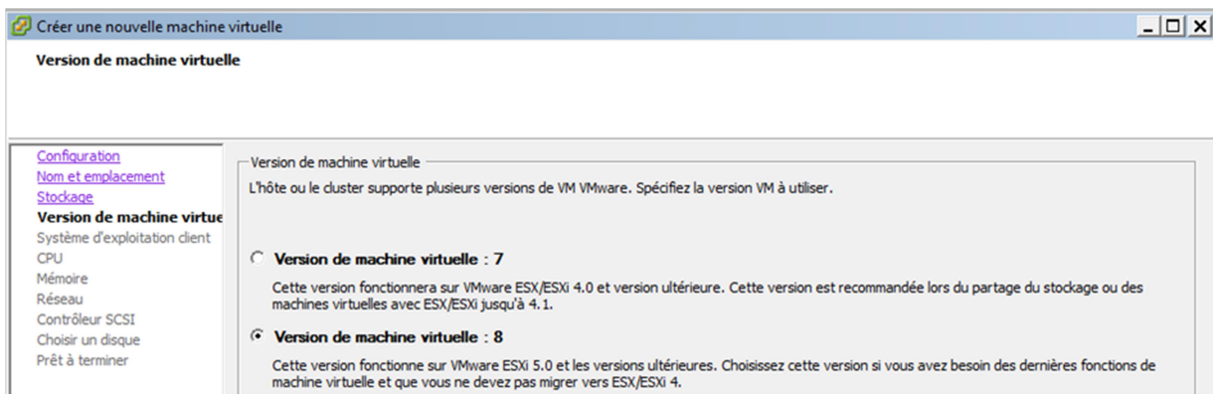 Créer une nouvelle machine virtuelle
Version de machine virtuelle
Configuration
Nom et emplacement
Stockage
Version de machine virtue
Système d'exploitation client
CPU
Mémoire
Réseau
Contrôleur SCSI
Choisir un disque
Prêt à terminer
Version de machine virtuelle
L'hôte ou le cluster supporte plusieurs versions de VM VMware. Spécifiez la version VM à utiliser.
Version de machine virtuelle : 7
Cette version fonctionnera sur VMware ESX/ESXi 4.0 et version ultérieure. Cette version est recommandée lors du partage du stockage ou des
machines virtuelles avec ESX/ESXi jusqu'à 4.1.
Version de machine virtuelle : 8
Cette version fonctionne sur VMware ESXi 5.0 et les versions ultérieures. Choisissez cette version si vous avez besoin des dernières fonctions de
machine virtuelle et que vous ne devez pas migrer vers ESX/ESXi 4.